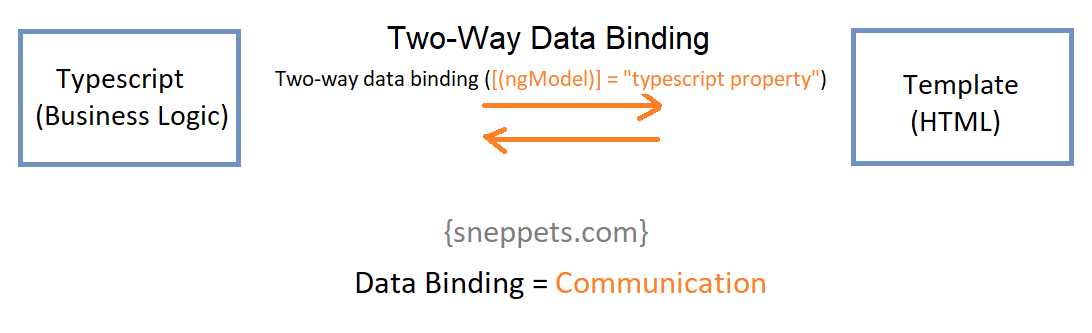 Two-Way Data Binding
Typescript
(Business Logic)
Two-way data binding ([(ngModel)] = "typescript property")
Template
(HTML)
{sneppets.com}
Data Binding = Communication